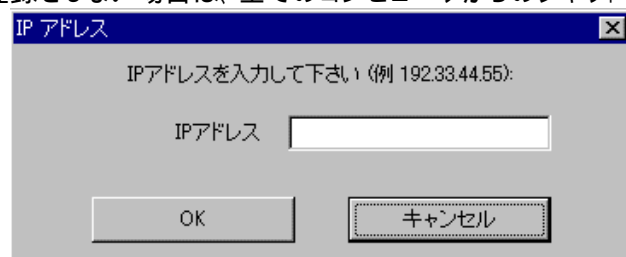 IP アドレス
IPアドレスを入力して下さい (例 192.33.44.55):
IPアドレス
OK
キャンセル